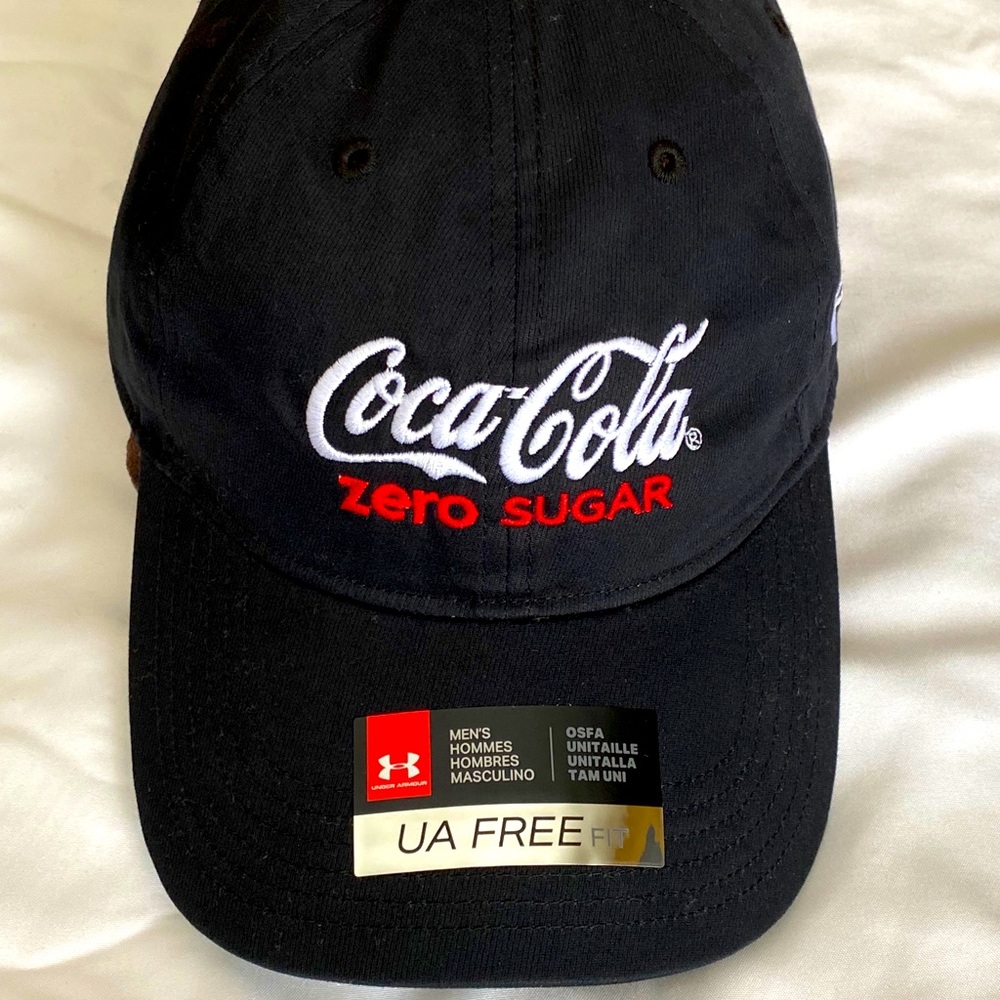 Coca-Cola®
zero SUGAR
UNDER ARMOUR
MEN'S
HOMMES
HOMBRES
MASCULINO
OSFA
UNITAILLE
UNITALLA
TAM UNI
UA FREE FIT